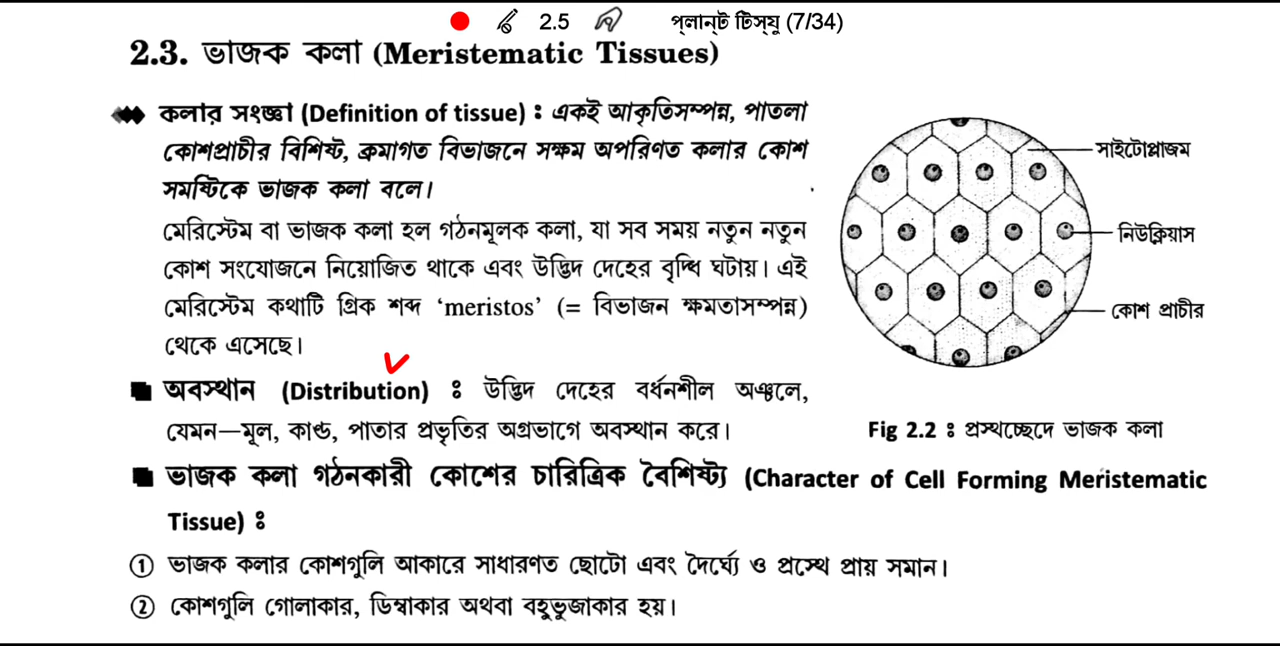 2.5 প্লান্ট টিস্যু (7/34)
2.3. ভাজক কলা (Meristematic Tissues)
কলার সংজ্ঞা (Definition of tissue) : একই আকৃতিসম্পন্ন, পাতলা
কোশপ্রাচীর বিশিষ্ট, ক্রমাগত বিভাজনে সক্ষম অপরিণত কলার কোশ
সমষ্টিকে ভাজক কলা বলে।
মেরিস্টেম বা ভাজক কলা হল গঠনমূলক কলা, যা সব সময় নতুন নতুন
কোশ সংযোজনে নিয়োজিত থাকে এবং উদ্ভিদ দেহের বৃদ্ধি ঘটায়। এই
মেরিস্টেম কথাটি গ্রিক শব্দ ‘meristos’ (= বিভাজন ক্ষমতাসম্পন্ন)
থেকে এসেছে।
সাইটোপ্লাজম
নিউক্লিয়াস
কোশ প্রাচীর
Fig 2.2 : প্রস্থচ্ছেদে ভাজক কলা
অবস্থান (Distribution) : উদ্ভিদ দেহের বর্ধনশীল অঞ্চলে,
যেমন—মূল, কাণ্ড, পাতার প্রভৃতির অগ্রভাগে অবস্থান করে।
ভাজক কলা গঠনকারী কোশের চারিত্রিক বৈশিষ্ট্য (Character of Cell Forming Meristematic
Tissue) :
① ভাজক কলার কোশগুলি আকারে সাধারণত ছোটো এবং দৈর্ঘ্যে ও প্রস্থে প্রায় সমান।
② কোশগুলি গোলাকার, ডিম্বাকার অথবা বহুভুজাকার হয়।